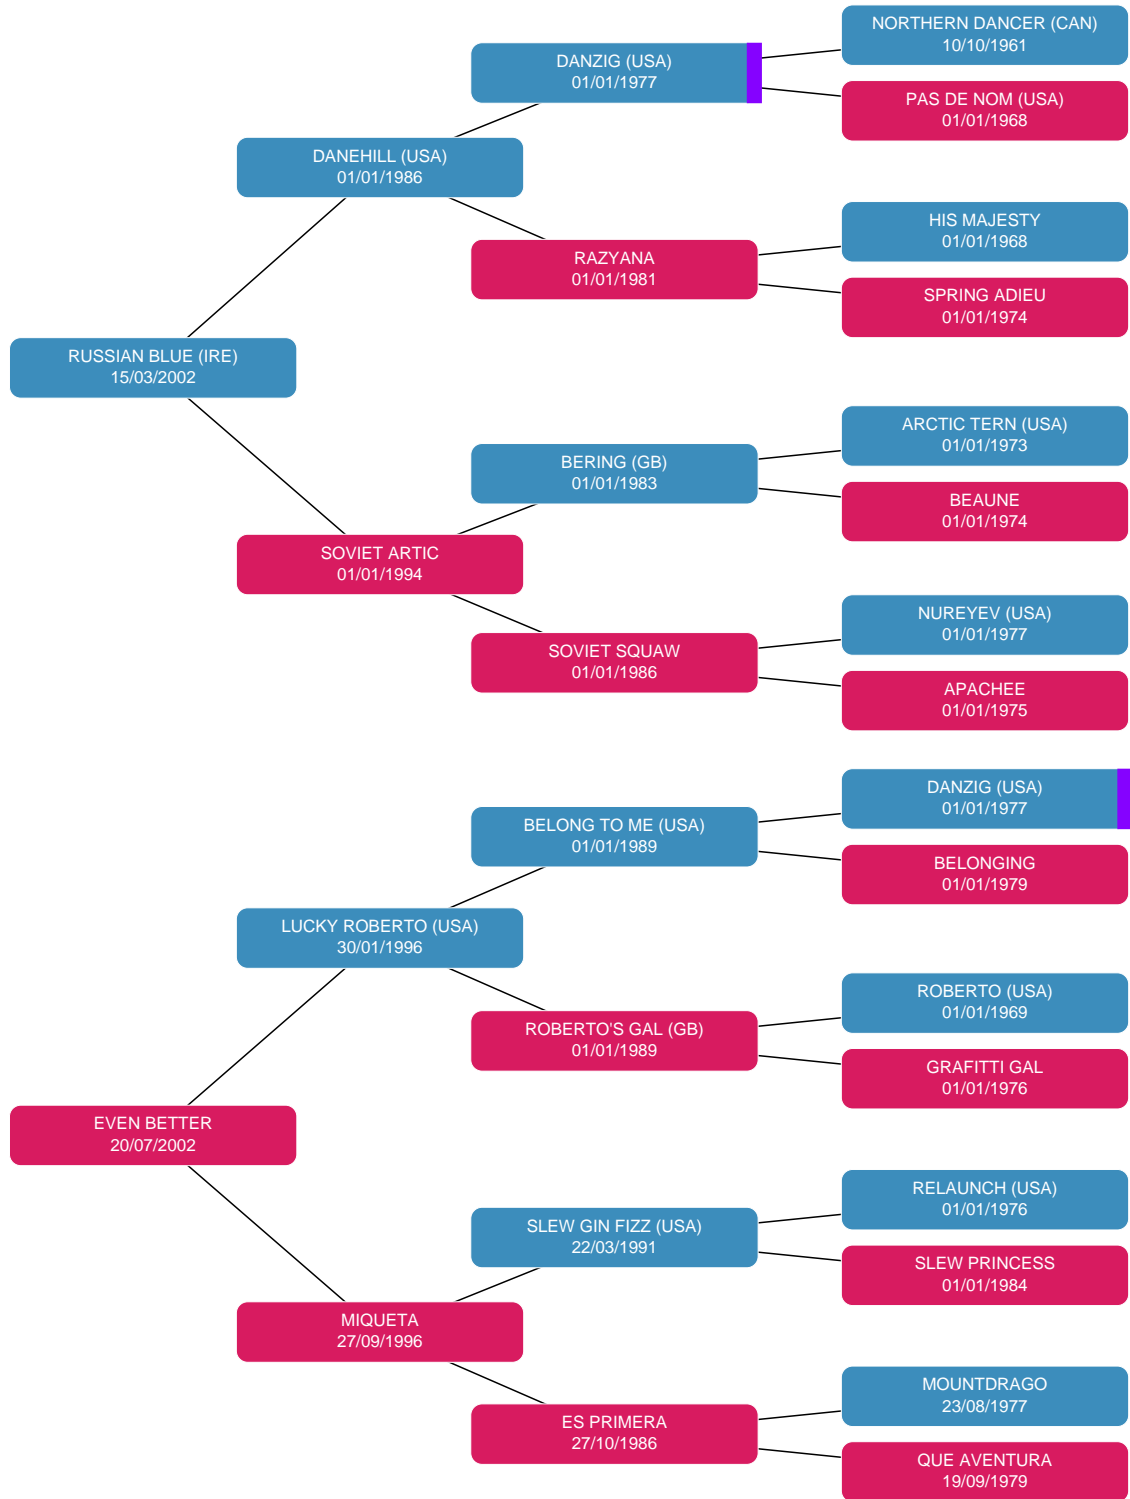 NORTHERN DANCER (CAN)
10/10/1961
DANZIG (USA)
01/01/1977
PAS DE NOM (USA)
01/01/1968
DANEHILL (USA)
01/01/1986
HIS MAJESTY
01/01/1968
RAZYANA
01/01/1981
SPRING ADIEU
01/01/1974
RUSSIAN BLUE (IRE)
15/03/2002
ARCTIC TERN (USA)
01/01/1973
BERING (GB)
01/01/1983
BEAUNE
01/01/1974
SOVIET ARTIC
01/01/1994
NUREYEV (USA)
01/01/1977
SOVIET SQUAW
01/01/1986
APACHEE
01/01/1975
DANZIG (USA)
01/01/1977
BELONG TO ME (USA)
01/01/1989
BELONGING
01/01/1979
LUCKY ROBERTO (USA)
30/01/1996
ROBERTO (USA)
01/01/1969
ROBERTO'S GAL (GB)
01/01/1989
GRAFITTI GAL
01/01/1976
EVEN BETTER
20/07/2002
RELAUNCH (USA)
01/01/1976
SLEW GIN FIZZ (USA)
22/03/1991
SLEW PRINCESS
01/01/1984
MIQUETA
27/09/1996
MOUNTDRAGO
23/08/1977
ES PRIMERA
27/10/1986
QUE AVENTURA
19/09/1979